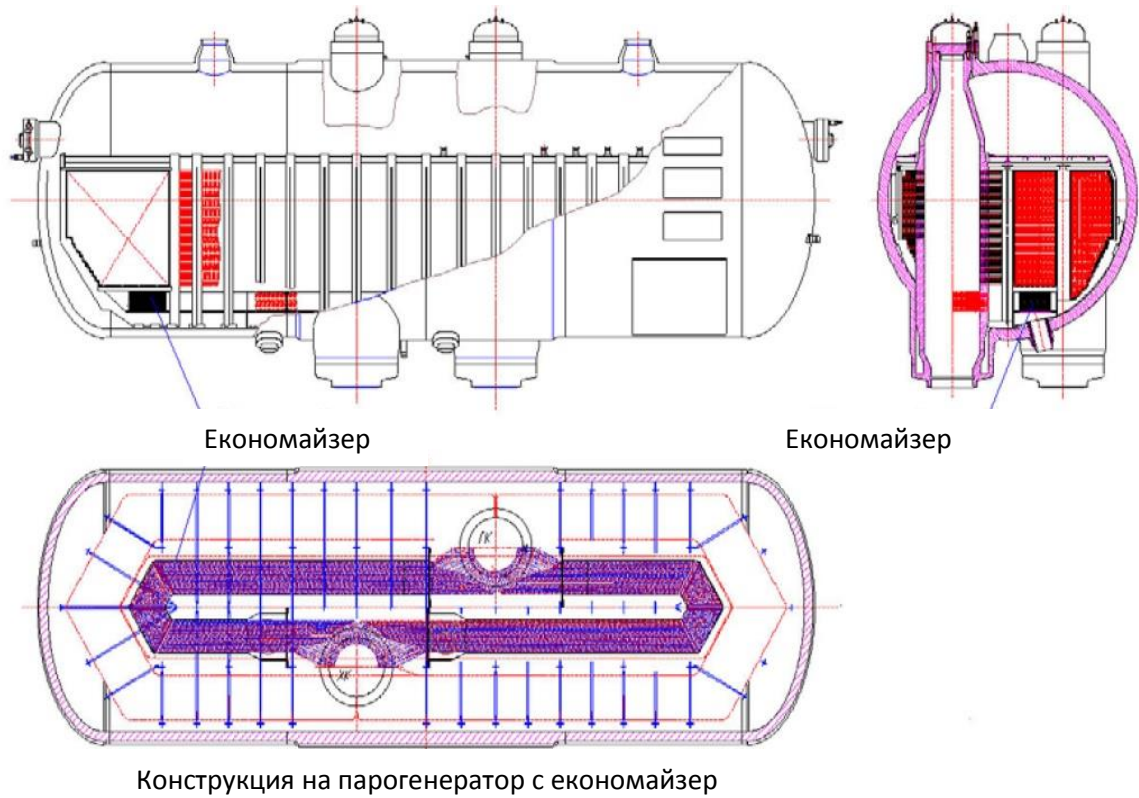 Економайзер
Економайзер
ГК
ХК
Конструкция на парогенератор с економайзер